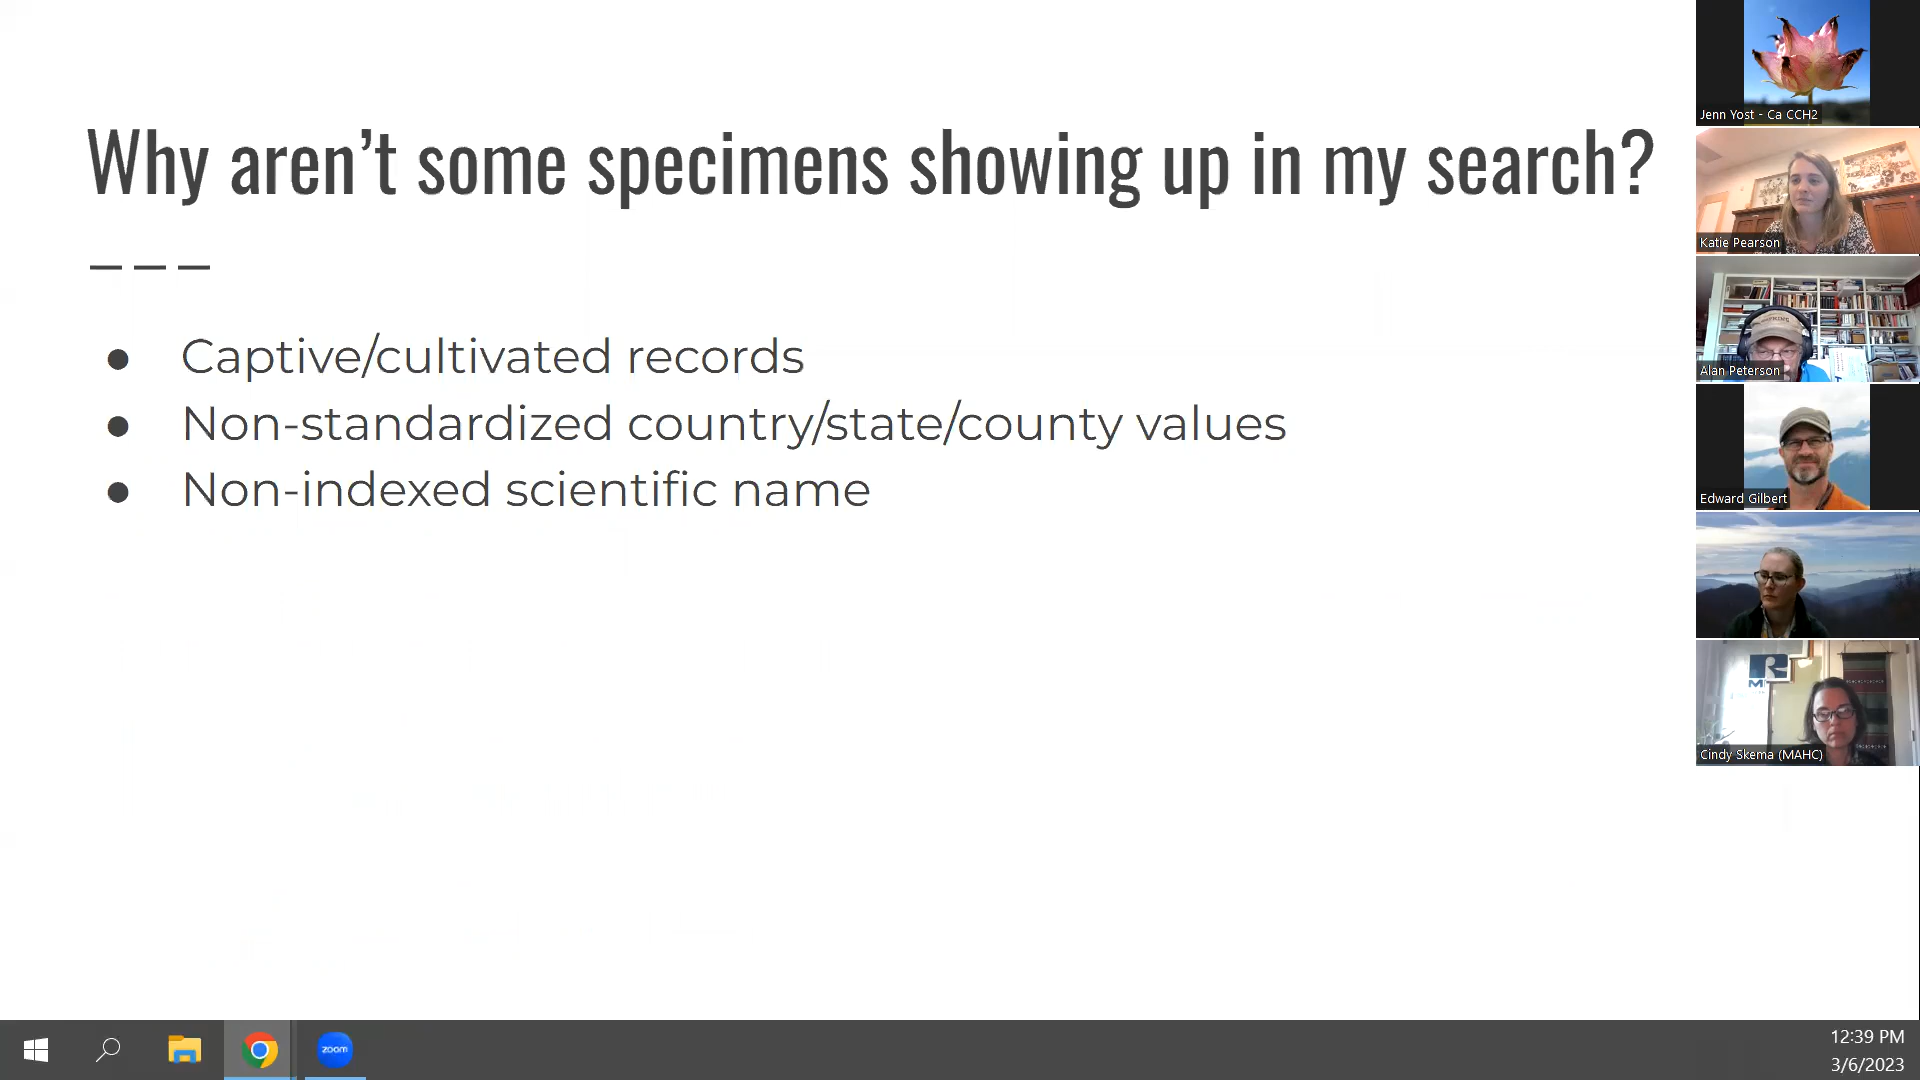 Why aren’t some specimens showing up in my search?
Captive/cultivated records
Non-standardized country/state/county values
Non-indexed scientific name
Jenn Yost - Ca CCH2
Katie Pearson
Alan Peterson
Edward Gilbert
R
M
Cindy Skema (MAHC)
zoom
12:39 PM
3/6/2023